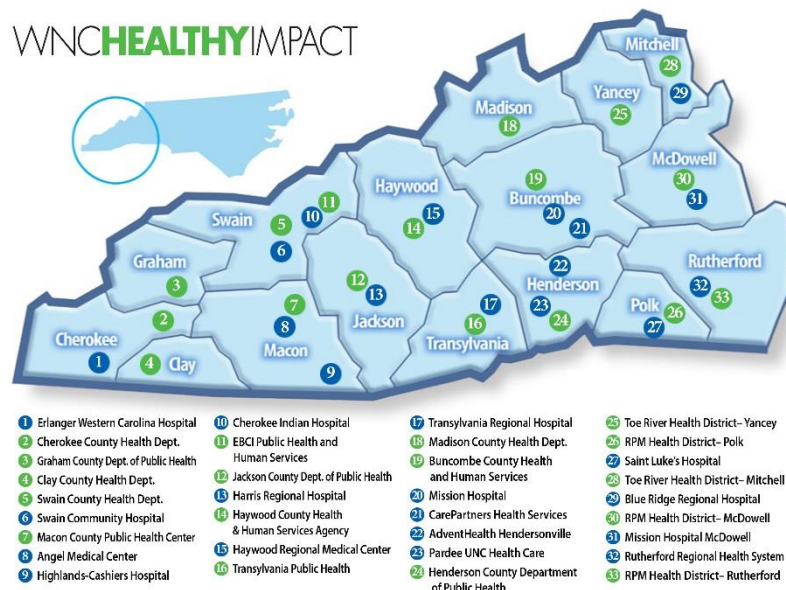 WNCHEALTHYIMPACT
Mitchell
28
29
Yancey
25
Madison
18
McDowell
30
31
Buncombe
19
20
21
Haywood
15
14
Swain
5
10
11
6
Graham
3
Rutherford
32
33
Henderson
22
23
24
Polk
26
27
Jackson
12
13
Transylvania
17
16
Macon
7
8
9
Cherokee
2
1
Clay
4
1 Erlanger Western Carolina Hospital
2 Cherokee County Health Dept.
3 Graham County Dept. of Public Health
4 Clay County Health Dept.
5 Swain County Health Dept.
6 Swain Community Hospital
7 Macon County Public Health Center
8 Angel Medical Center
9 Highlands-Cashiers Hospital
10 Cherokee Indian Hospital
11 EBCI Public Health and
Human Services
12 Jackson County Dept. of Public Health
13 Harris Regional Hospital
14 Haywood County Health
& Human Services Agency
15 Haywood Regional Medical Center
16 Transylvania Public Health
17 Transylvania Regional Hospital
18 Madison County Health Dept.
19 Buncombe County Health
and Human Services
20 Mission Hospital
21 CarePartners Health Services
22 AdventHealth Hendersonville
23 Pardee UNC Health Care
24 Henderson County Department
of Public Health
25 Toe River Health District– Yancey
26 RPM Health District– Polk
27 Saint Luke's Hospital
28 Toe River Health District– Mitchell
29 Blue Ridge Regional Hospital
30 RPM Health District– McDowell
31 Mission Hospital McDowell
32 Rutherford Regional Health System
33 RPM Health District– Rutherford